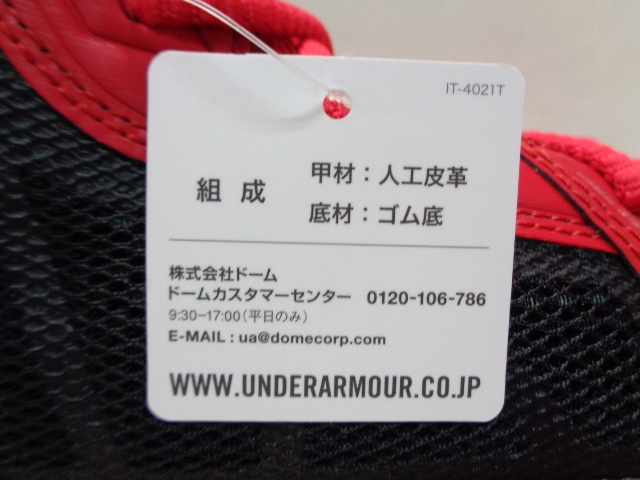 IT-4021T
組成
甲材：人工皮革
底材：ゴム底
株式会社ドーム
ドームカスタマーセンター 0120-106-786
9:30-17:00（平日のみ）
E-MAIL : ua@domecorp.com
WWW.UNDERARMOUR.CO.JP